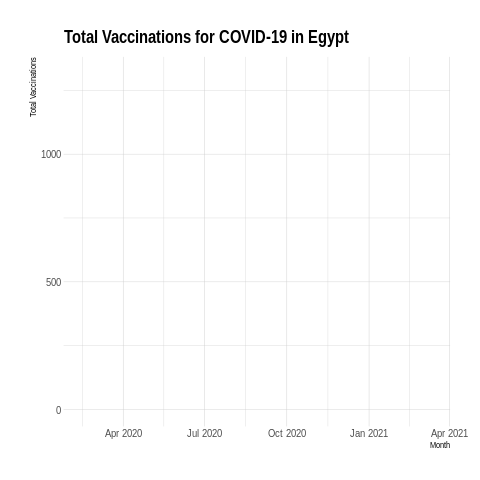 Total Vaccinations for COVID-19 in Egypt
Total Vaccinations
1000
500
0
Apr 2020
Jul 2020
Oct 2020
Jan 2021
Apr 2021
Month